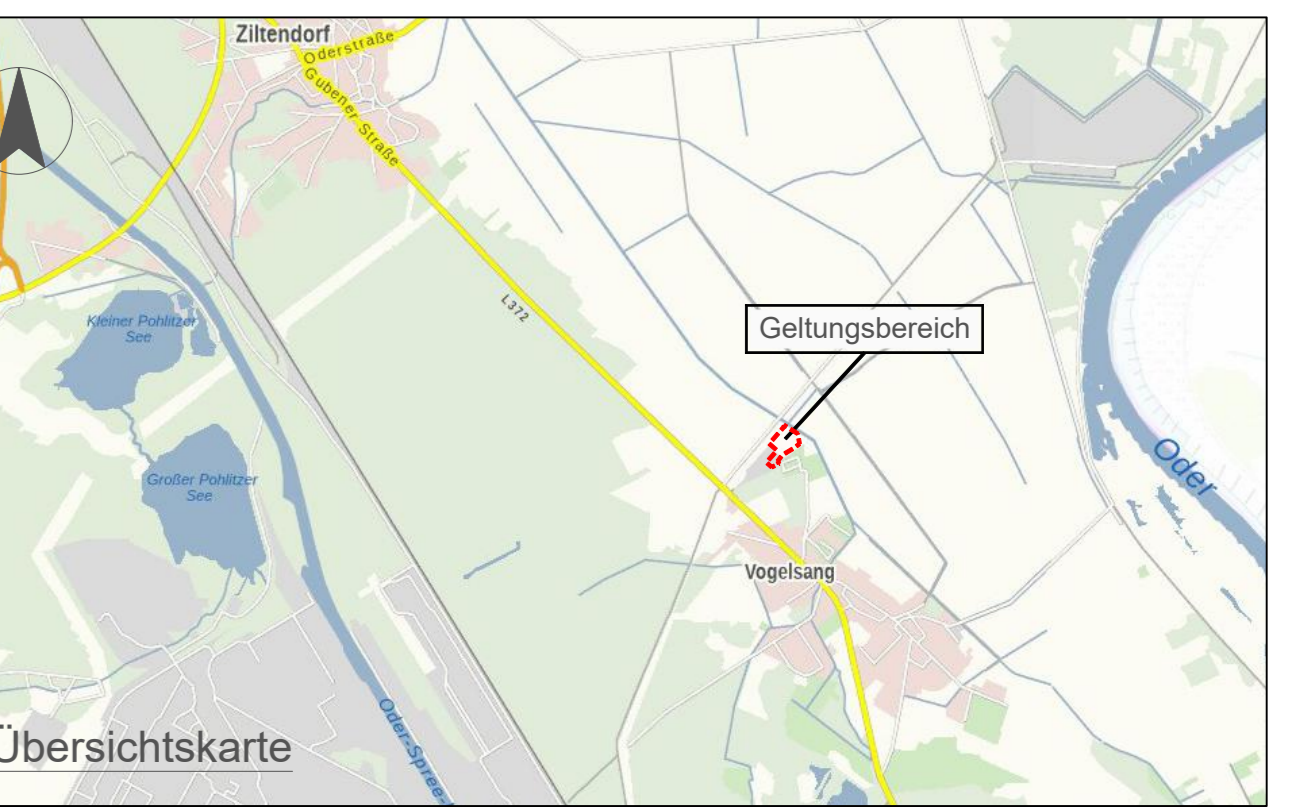 Ziltendorf
Oderstraße
Gubener-Straße
Kleiner Pohlitzer
See
L372
Geltungsbereich
Oder
Großer Pohlitzer
See
Vogelsang
Oder-Spree-
Übersichtskarte